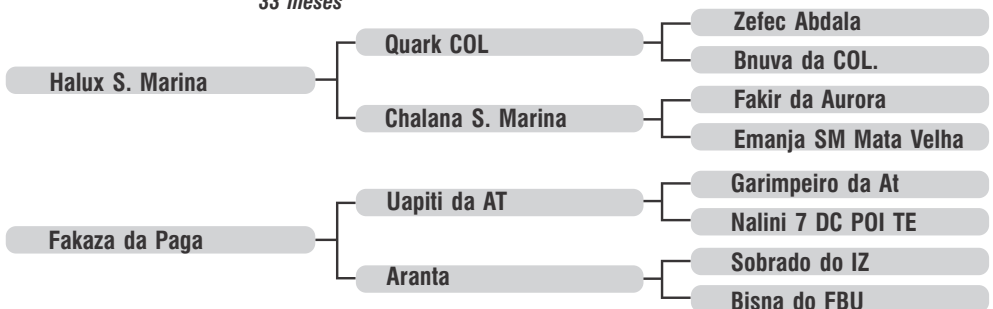 33 meses
Zefec Abdala
Quark COL
Bnuva da COL.
Halux S. Marina
Fakir da Aurora
Chalana S. Marina
Emanja SM Mata Velha
Garimpeiro da At
Uapiti da AT
Nalini 7 DC POI TE
Fakaza da Paga
Sobrado do IZ
Aranta
Bisna do FBU